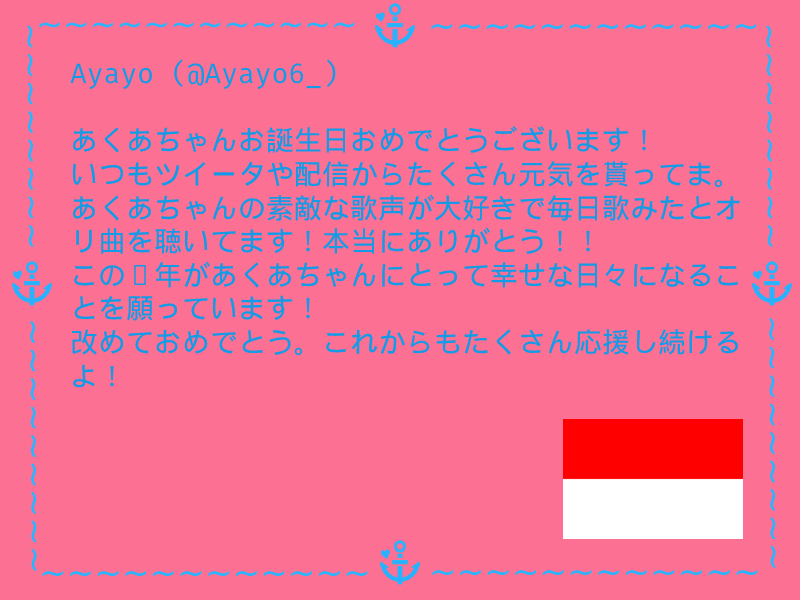 Ayayo (@Ayayo6_)
あくあちゃんお誕生日おめでとうございます！
いつもツイータや配信からたくさん元気を貰ってま。
あくあちゃんの素敵な歌声が大好きで毎日歌みたとオ
リ曲を聴いてます！本当にありがとう！！
この年があくあちゃんにとって幸せな日々になるこ
とを願っています！
改めておめでとう。これからもたくさん応援し続ける
よ！